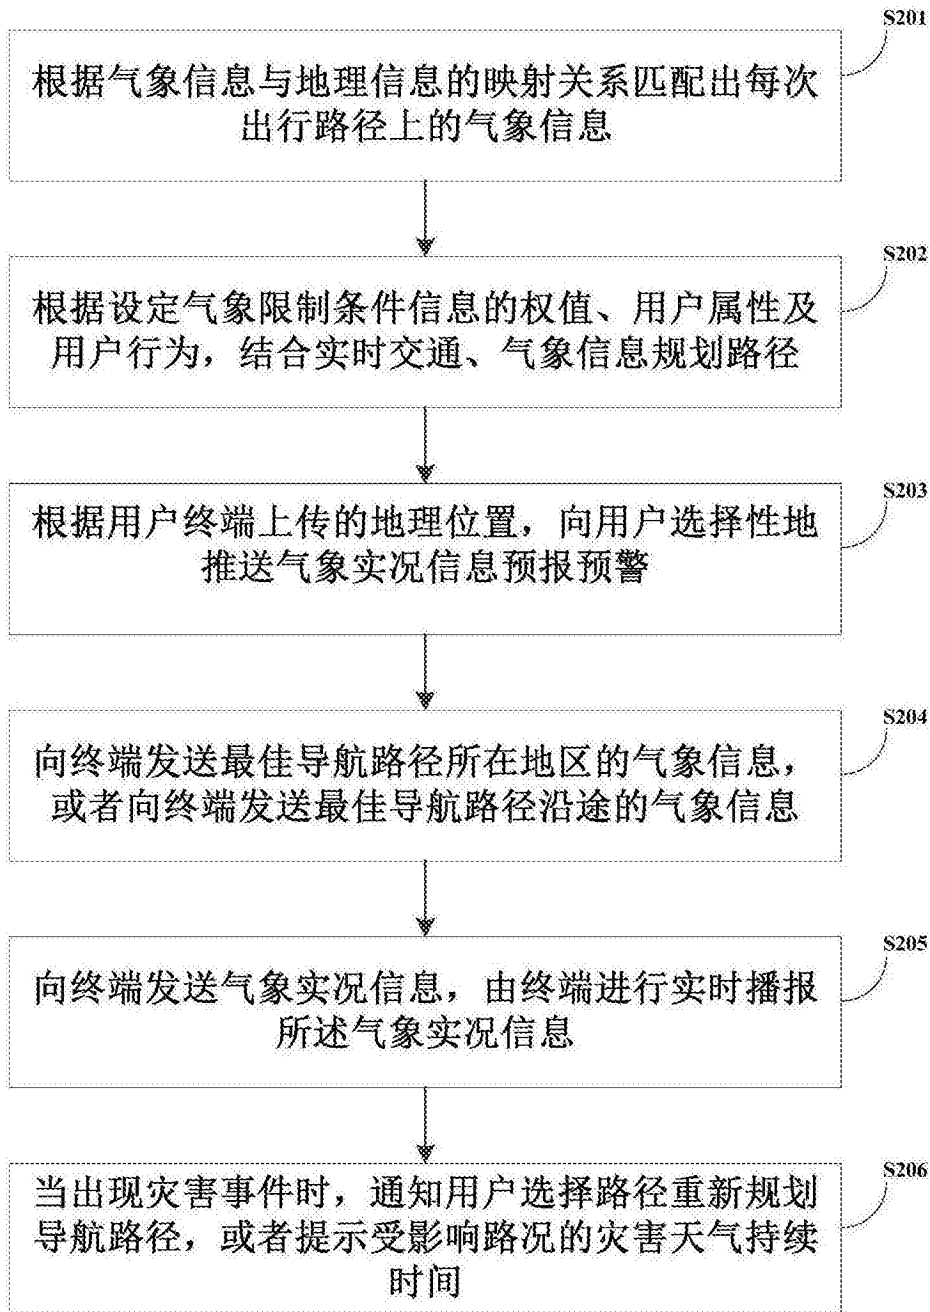 S201
根据气象信息与地理信息的映射关系匹配出每次
出行路径上的气象信息
S202
根据设定气象限制条件信息的权值、用户属性及
用户行为，结合实时交通、气象信息规划路径
S203
根据用户终端上传的地理位置，向用户选择性地
推送气象实况信息预报预警
S204
向终端发送最佳导航路径所在地区的气象信息，
或者向终端发送最佳导航路径沿途的气象信息
S205
向终端发送气象实况信息，由终端进行实时播报
所述气象实况信息
S206
当出现灾害事件时，通知用户选择路径重新规划
导航路径，或者提示受影响路况的灾害天气持续
时间